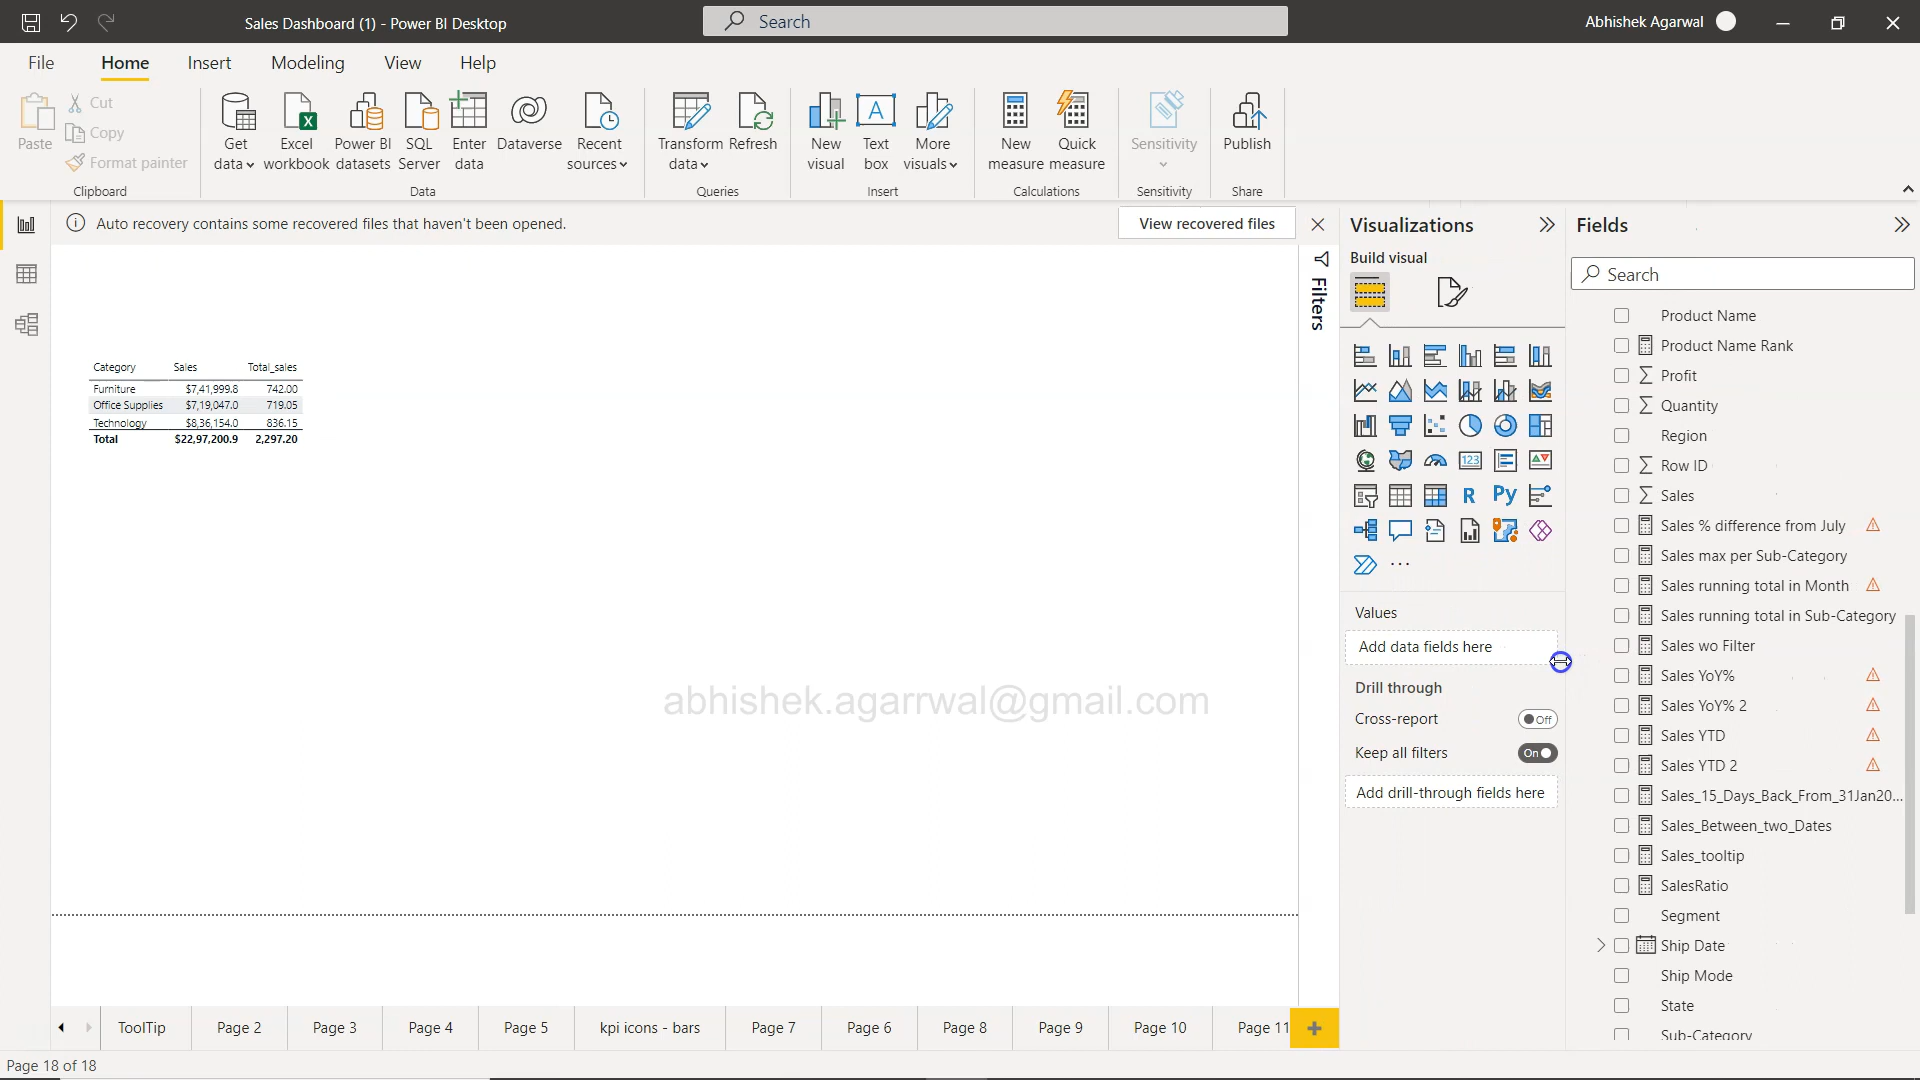 Sales Dashboard (1) - Power BI Desktop
Search
Abhishek Agarwal
File Home Insert Modeling View Help
Paste
Cut
Copy
Format painter
Clipboard
Get data
Excel workbook
Power BI datasets
SQL Server
Enter data
Dataverse
Recent sources
Data
Transform data
Refresh
Queries
New visual
Text box
More visuals
Insert
New measure
Quick measure
Calculations
Sensitivity
Sensitivity
Publish
Share
Auto recovery contains some recovered files that haven't been opened.
View recovered files
Category Sales Total_sales
Furniture $7,41,999.8 742.00
Office Supplies $7,19,047.0 719.05
Technology $8,36,154.0 836.15
Total $22,97,200.9 2,297.20
abhishek.agarrwal@gmail.com
Filters
Visualizations
Build visual
123
R
Py
Values
Add data fields here
Drill through
Cross-report
Off
Keep all filters
On
Add drill-through fields here
Fields
Search
Product Name
Product Name Rank
Profit
Quantity
Region
Row ID
Sales
Sales % difference from July
Sales max per Sub-Category
Sales running total in Month
Sales running total in Sub-Category
Sales wo Filter
Sales YoY%
Sales YoY% 2
Sales YTD
Sales YTD 2
Sales_15_Days_Back_From_31Jan20...
Sales_Between_two_Dates
Sales_tooltip
SalesRatio
Segment
Ship Date
Ship Mode
State
Sub-Category
ToolTip Page 2 Page 3 Page 4 Page 5 kpi icons - bars Page 7 Page 6 Page 8 Page 9 Page 10 Page 11
Page 18 of 18